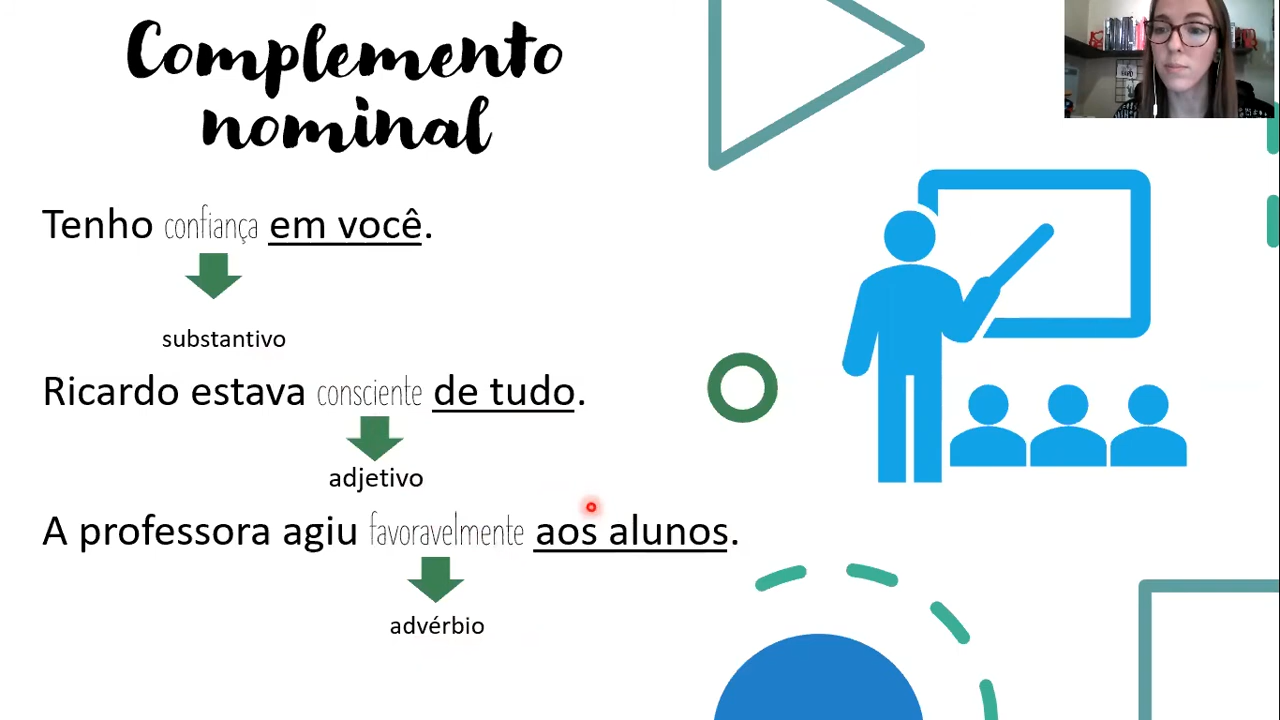 Complemento
nominal
Tenho confiança em você.
substantivo
Ricardo estava consciente de tudo.
adjetivo
A professora agiu favoravelmente aos alunos.
advérbio